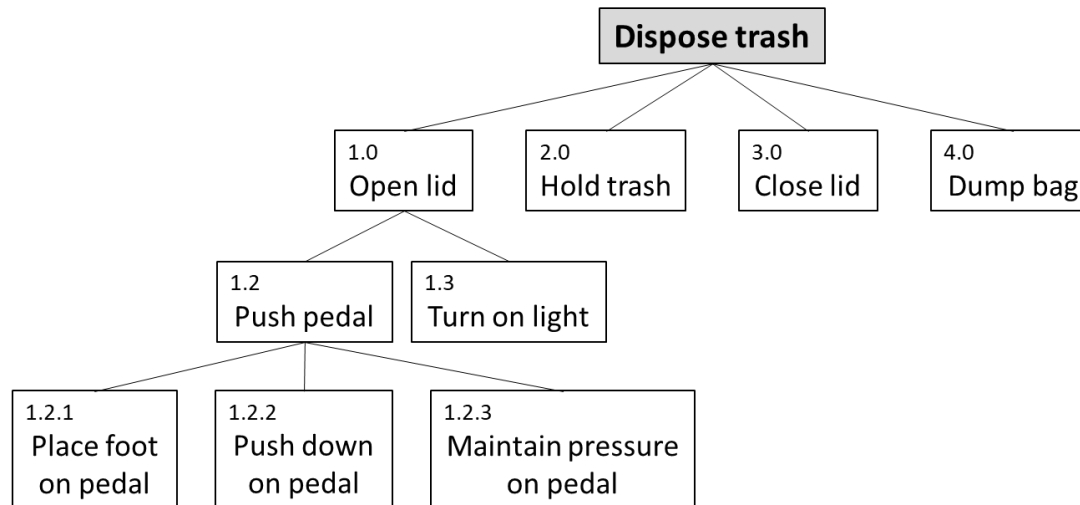 Dispose trash
1.0
Open lid
2.0
Hold trash
3.0
Close lid
4.0
Dump bag
1.2
Push pedal
1.3
Turn on light
1.2.1
Place foot
on pedal
1.2.2
Push down
on pedal
1.2.3
Maintain pressure
on pedal